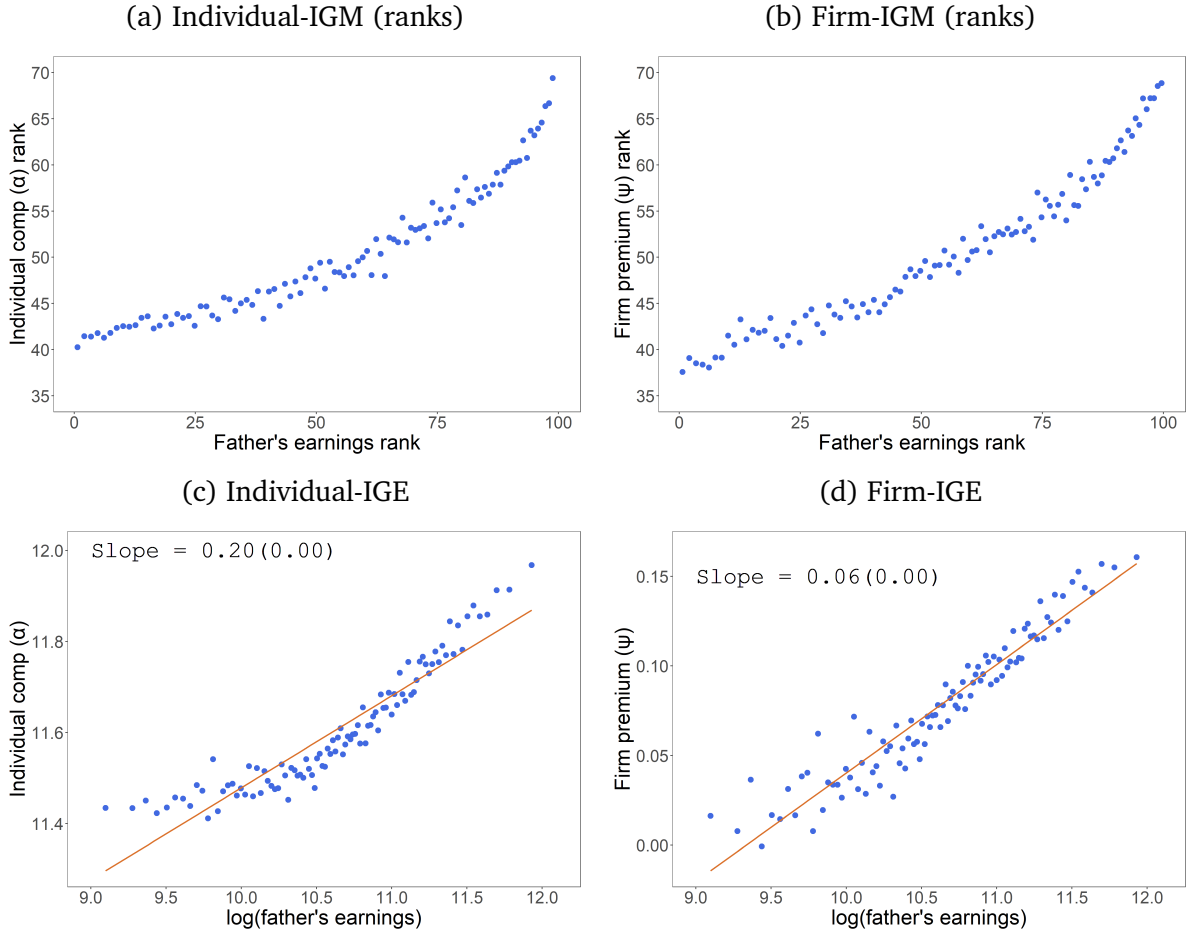 (a) Individual-IGM (ranks)
70
65
60
55
50
45
40
35
Individual comp (α) rank
0 25 50 75 100
Father's earnings rank
(b) Firm-IGM (ranks)
70
65
60
55
50
45
40
35
Firm premium (ψ) rank
0 25 50 75 100
Father's earnings rank
(c) Individual-IGE
Slope = 0.20(0.00)
12.0
11.8
11.6
11.4
Individual comp (α)
9.0 9.5 10.0 10.5 11.0 11.5 12.0
log(father's earnings)
(d) Firm-IGE
Slope = 0.06(0.00)
0.15
0.10
0.05
0.00
Firm premium (ψ)
9.0 9.5 10.0 10.5 11.0 11.5 12.0
log(father's earnings)